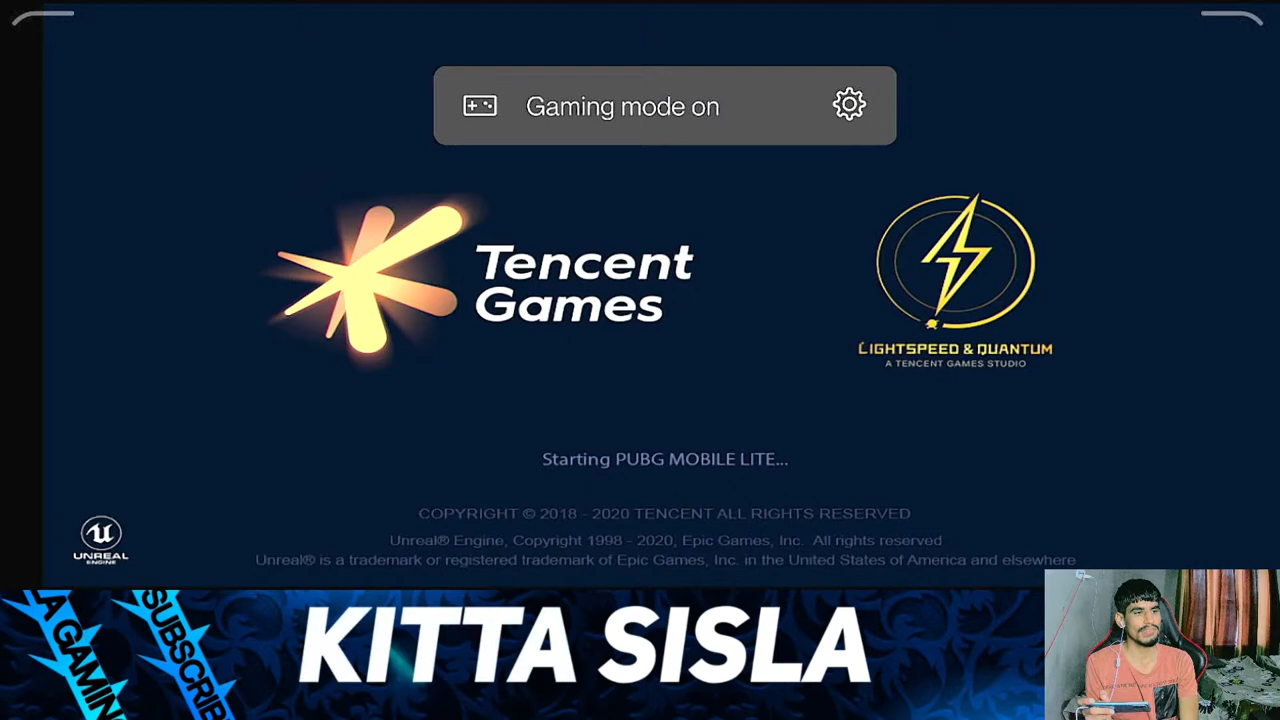 Gaming mode on
Tencent
Games
LIGHTSPEED & QUANTUM
A TENCENT GAMES STUDIO
Starting PUBG MOBILE LITE...
COPYRIGHT © 2018 - 2020 TENCENT ALL RIGHTS RESERVED
Unreal® Engine, Copyright 1998 - 2020, Epic Games, Inc. All rights reserved
Unreal® is a trademark or registered trademark of Epic Games, Inc. in the United States of America and elsewhere
UNREAL
ENGINE
A GAMIN
SUBSCRIB
KITTA SISLA